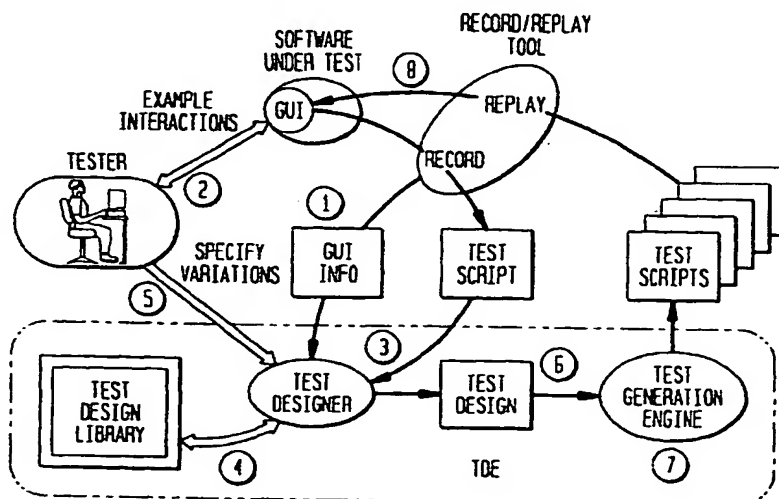 SOFTWARE
UNDER TEST
RECORD/REPLAY
TOOL
8
GUI
REPLAY
EXAMPLE
INTERACTIONS
TESTER
RECORD
2
1
SPECIFY
VARIATIONS
GUI
INFO
TEST
SCRIPT
TEST
SCRIPTS
5
3
TEST
DESIGN
LIBRARY
TEST
DESIGNER
TEST
DESIGN
6
TEST
GENERATION
ENGINE
4
TDE
7